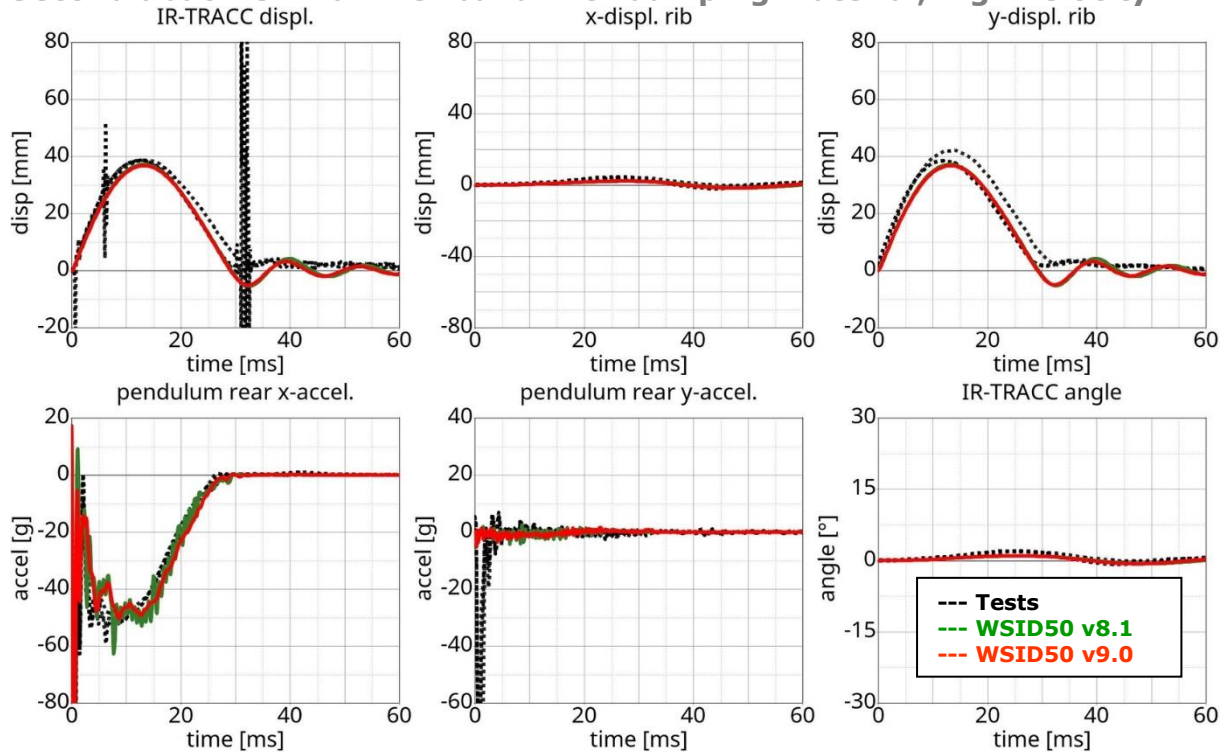 IR-TRACC displ.
x-displ. rib
y-displ. rib
disp [mm]
80
60
40
20
0
-20
0
20
40
60
time [ms]
disp [mm]
80
40
0
-40
-80
0
20
40
60
time [ms]
disp [mm]
80
60
40
20
0
-20
0
20
40
60
time [ms]
pendulum rear x-accel.
pendulum rear y-accel.
IR-TRACC angle
accel [g]
20
0
-20
-40
-60
-80
0
20
40
60
time [ms]
accel [g]
40
20
0
-20
-40
-60
0
20
40
60
time [ms]
angle [°]
30
15
0
-15
-30
0
20
40
60
time [ms]
--- Tests
--- WSID50 v8.1
--- WSID50 v9.0